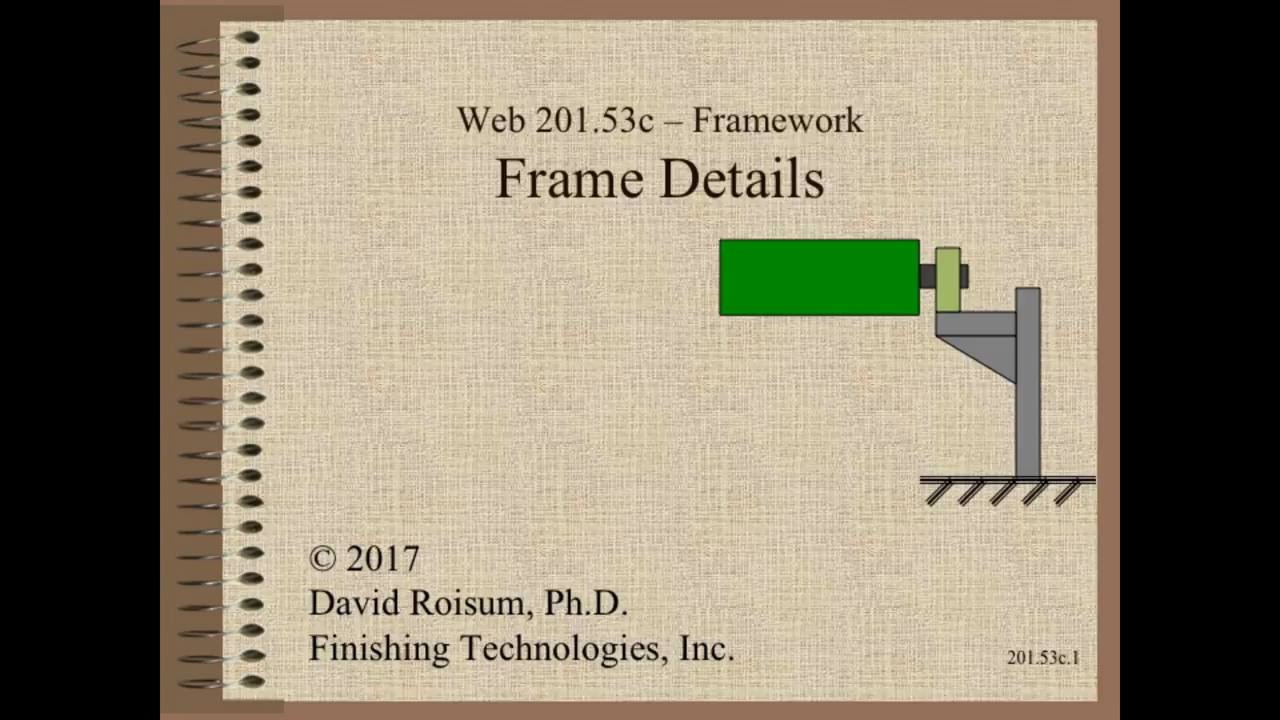 Web 201.53c – Framework
Frame Details
© 2017
David Roisum, Ph.D.
Finishing Technologies, Inc.
201.53c.1